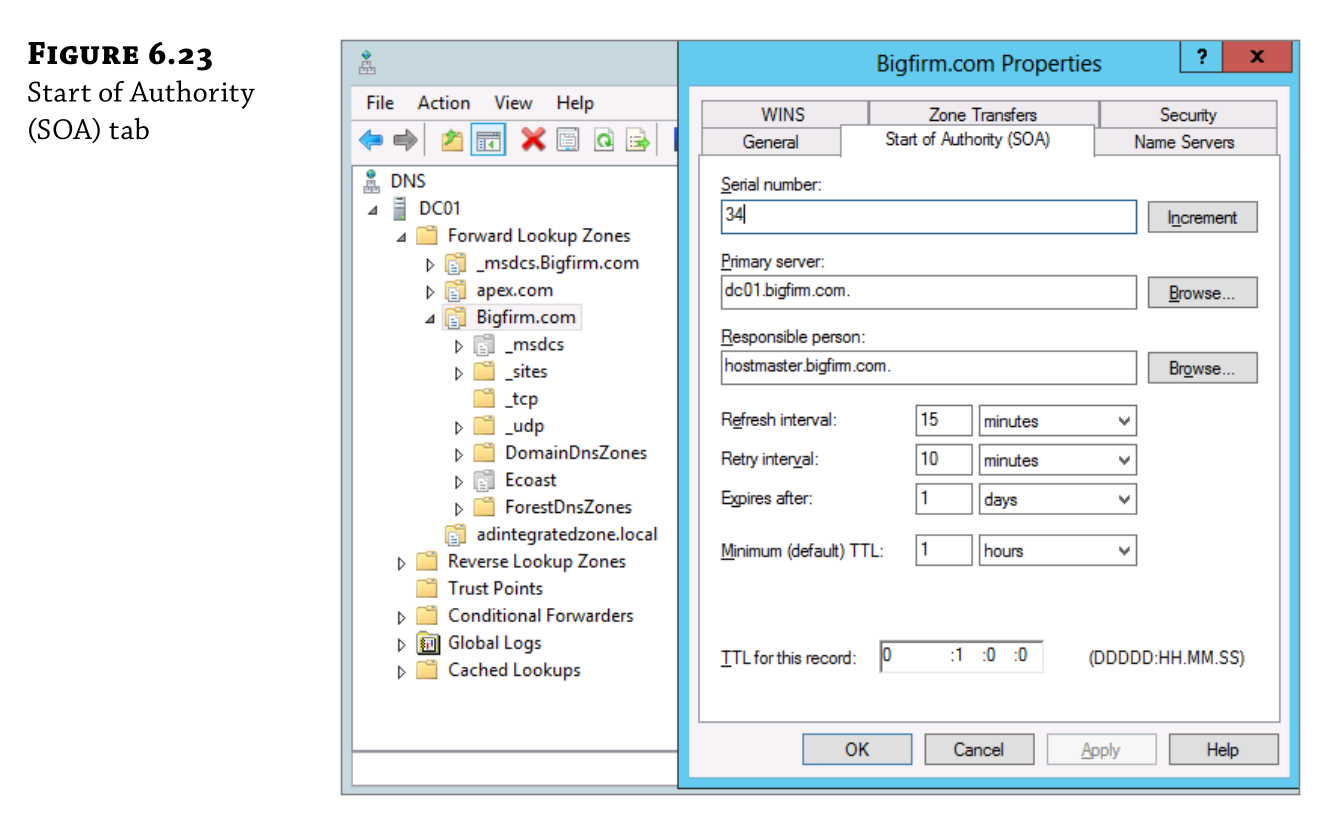 FIGURE 6.23
Start of Authority
(SOA) tab
Bigfirm.com Properties
?
x
File Action View Help
DNS
DC01
Forward Lookup Zones
_msdcs.Bigfirm.com
apex.com
Bigfirm.com
_msdcs
_sites
_tcp
_udp
DomainDnsZones
Ecoast
ForestDnsZones
adintegratedzone.local
Reverse Lookup Zones
Trust Points
Conditional Forwarders
Global Logs
Cached Lookups
WINS Zone Transfers Security
General Start of Authority (SOA) Name Servers
Serial number:
34 Increment
Primary server:
dc01.bigfirm.com. Browse...
Responsible person:
hostmaster.bigfirm.com. Browse...
Refresh interval: 15 minutes
Retry interval: 10 minutes
Expires after: 1 days
Minimum (default) TTL: 1 hours
TTL for this record: 0 :1 :0 :0 (DDDDD:HH.MM.SS)
OK Cancel Apply Help